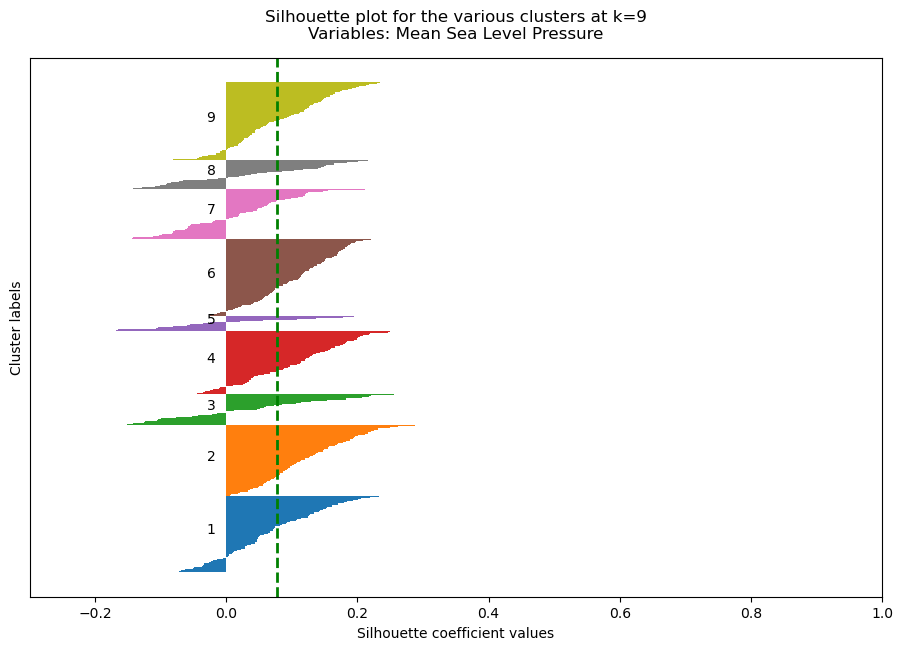 Silhouette plot for the various clusters at k=9
Variables: Mean Sea Level Pressure
Cluster labels
9
8
7
6
5
4
3
2
1
−0.2 0.0 0.2 0.4 0.6 0.8 1.0
Silhouette coefficient values